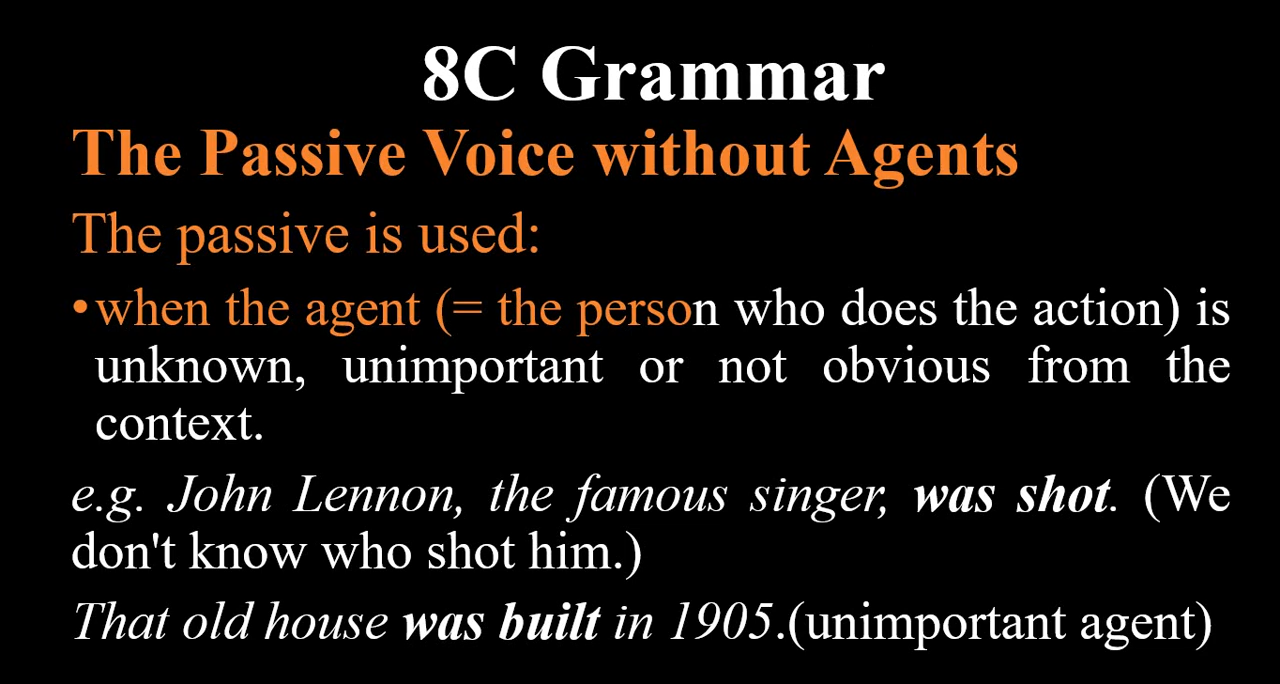 8C Grammar
The Passive Voice without Agents
The passive is used:
•when the agent (= the person who does the action) is
unknown, unimportant or not obvious from the
context.
e.g. John Lennon, the famous singer, was shot. (We
don't know who shot him.)
That old house was built in 1905.(unimportant agent)